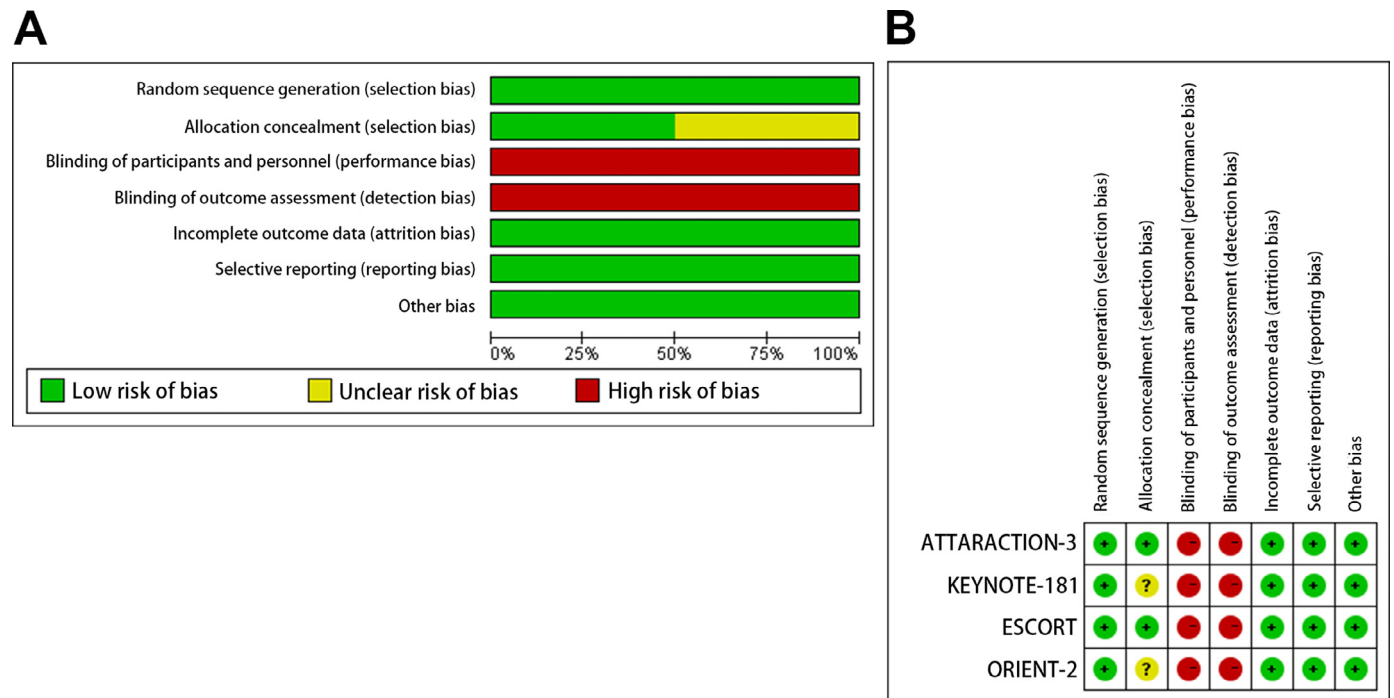 A
Random sequence generation (selection bias)
Allocation concealment (selection bias)
Blinding of participants and personnel (performance bias)
Blinding of outcome assessment (detection bias)
Incomplete outcome data (attrition bias)
Selective reporting (reporting bias)
Other bias
0% 25% 50% 75% 100%
Low risk of bias Unclear risk of bias High risk of bias
B
Random sequence generation (selection bias)
Allocation concealment (selection bias)
Blinding of participants and personnel (performance bias)
Blinding of outcome assessment (detection bias)
Incomplete outcome data (attrition bias)
Selective reporting (reporting bias)
Other bias
ATTARACTION-3 + + - - + + +
KEYNOTE-181 + ? - - + + +
ESCORT + + - - + + +
ORIENT-2 + ? - - + + +